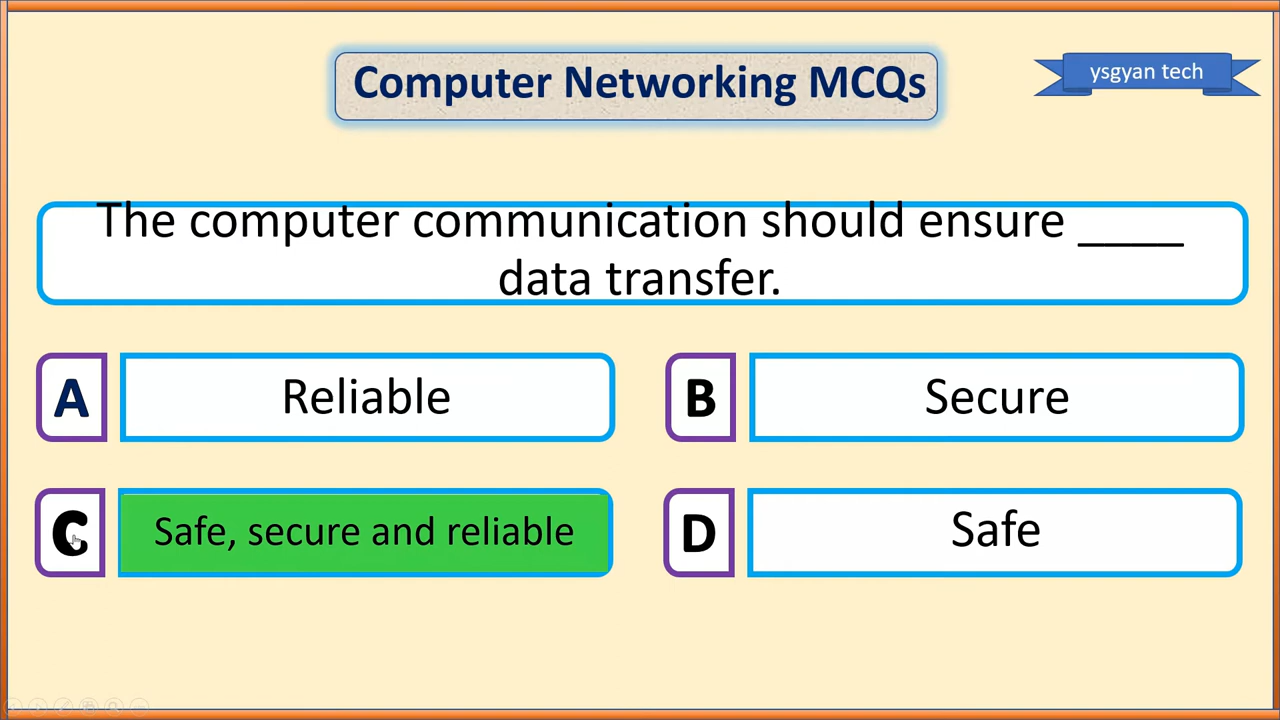 Computer Networking MCQs
ysgyan tech
The computer communication should ensure ____
data transfer.
A
Reliable
B
Secure
C
Safe, secure and reliable
D
Safe